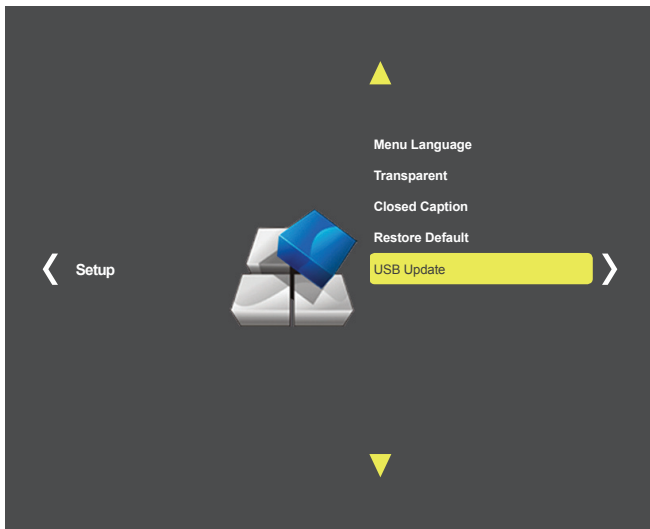 Menu Language
Transparent
Closed Caption
Restore Default
Setup
USB Update